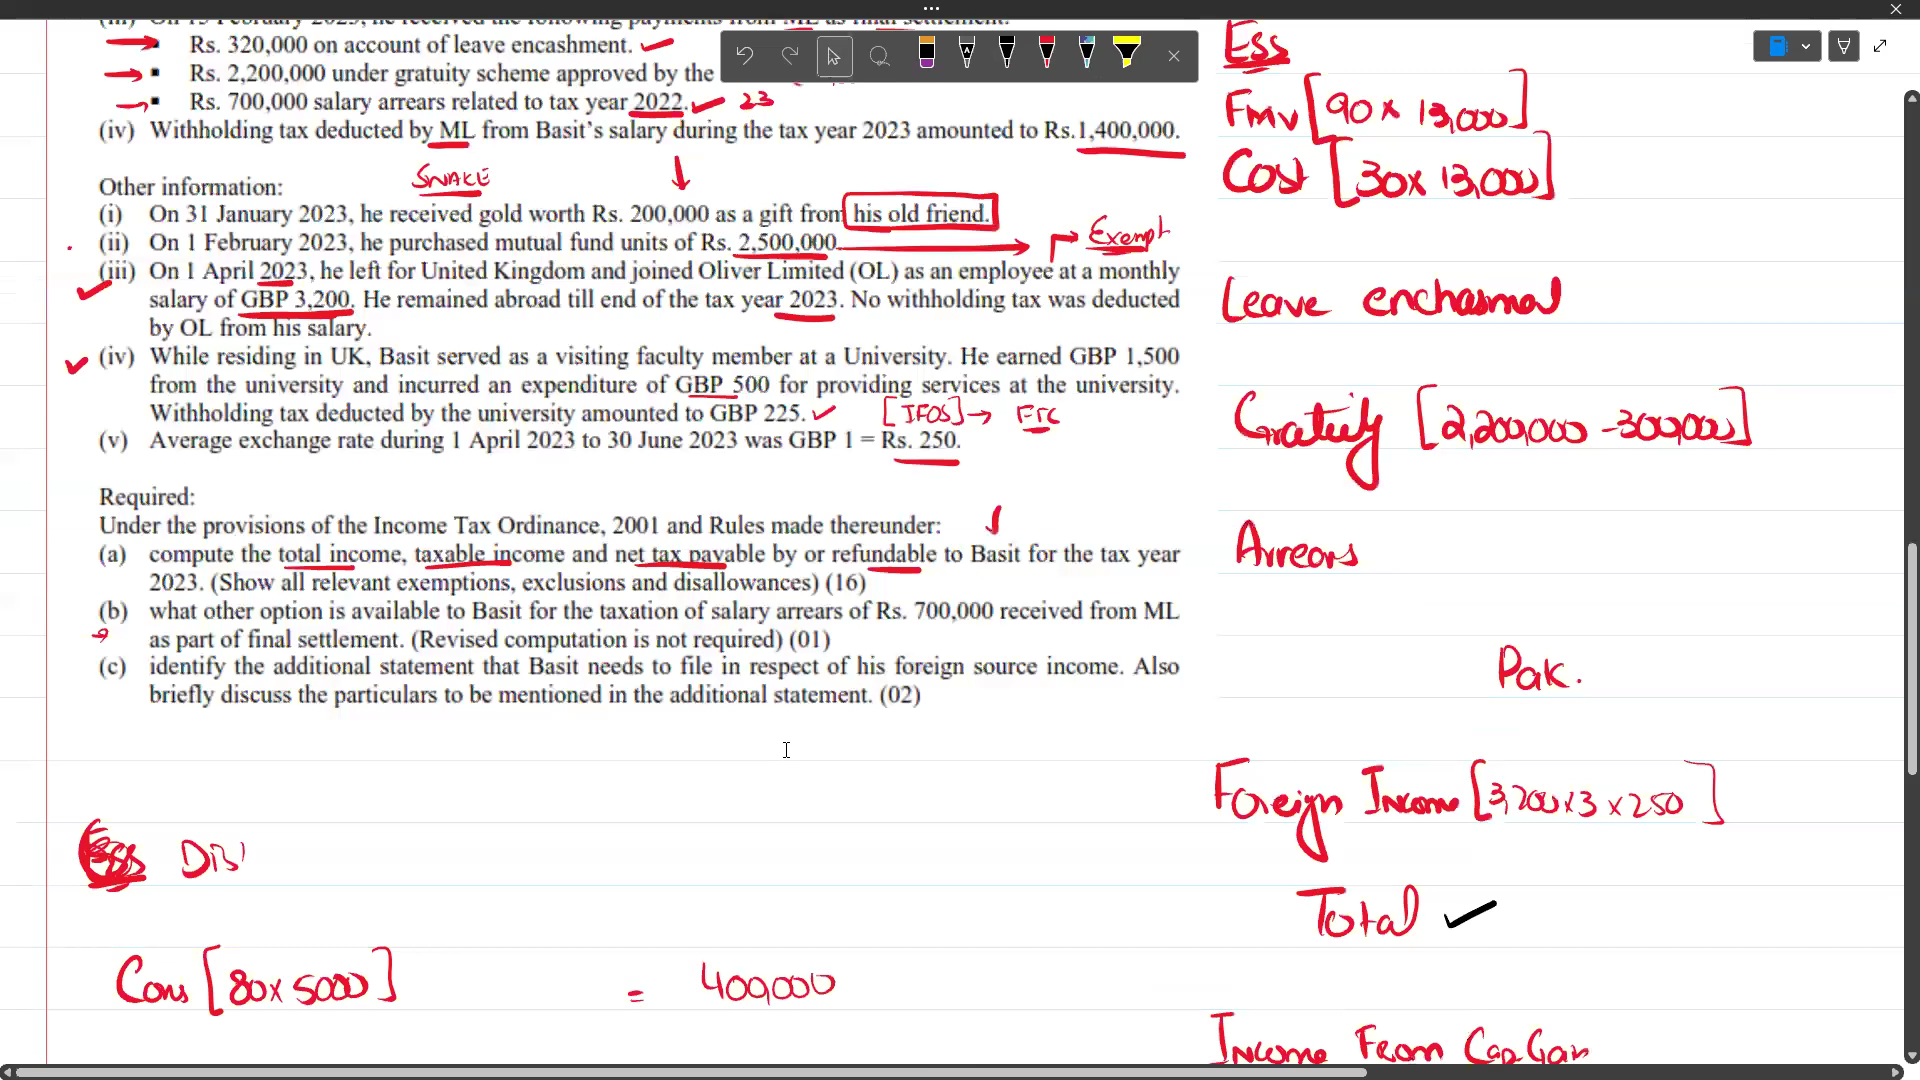 Rs. 320,000 on account of leave encashment.
Rs. 2,200,000 under gratuity scheme approved by the
Rs. 700,000 salary arrears related to tax year 2022. 23
(iv) Withholding tax deducted by ML from Basit's salary during the tax year 2023 amounted to Rs.1,400,000.
SNAKE
Other information:
(i) On 31 January 2023, he received gold worth Rs. 200,000 as a gift from his old friend.
(ii) On 1 February 2023, he purchased mutual fund units of Rs. 2,500,000 Exempt
(iii) On 1 April 2023, he left for United Kingdom and joined Oliver Limited (OL) as an employee at a monthly
salary of GBP 3,200. He remained abroad till end of the tax year 2023. No withholding tax was deducted
by OL from his salary.
(iv) While residing in UK, Basit served as a visiting faculty member at a University. He earned GBP 1,500
from the university and incurred an expenditure of GBP 500 for providing services at the university.
Withholding tax deducted by the university amounted to GBP 225. [IFOS] → FTC
(v) Average exchange rate during 1 April 2023 to 30 June 2023 was GBP 1 = Rs. 250.
Required:
Under the provisions of the Income Tax Ordinance, 2001 and Rules made thereunder:
(a) compute the total income, taxable income and net tax payable by or refundable to Basit for the tax year
2023. (Show all relevant exemptions, exclusions and disallowances) (16)
(b) what other option is available to Basit for the taxation of salary arrears of Rs. 700,000 received from ML
as part of final settlement. (Revised computation is not required) (01)
(c) identify the additional statement that Basit needs to file in respect of his foreign source income. Also
briefly discuss the particulars to be mentioned in the additional statement. (02)
Cons [80x 5000] = 400,000
Ess
FMV [90 x 13,000]
Cost [30x 13,000]
Leave
Gratuity [2,200,000 - 300,000]
Arrears
Pak.
Foreign Income [3,200 x 3 x 250]
Total
Income From Cap Gain